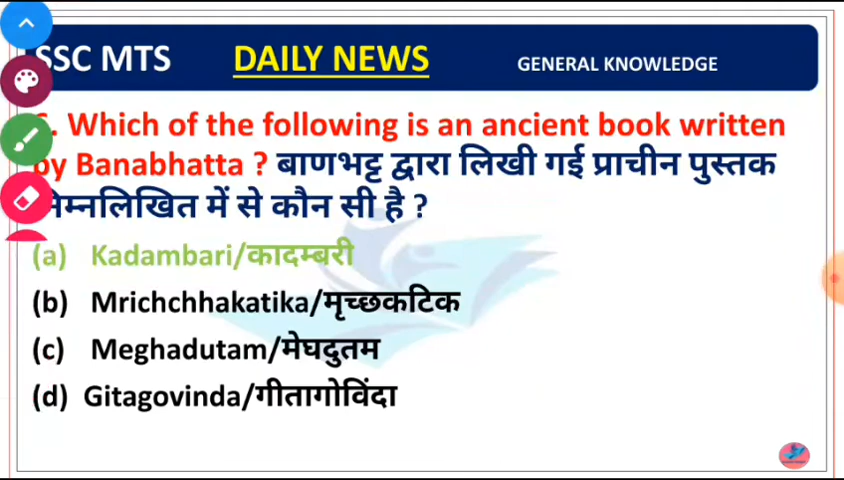 SSC MTS DAILY NEWS GENERAL KNOWLEDGE
. Which of the following is an ancient book written
by Banabhatta ? बाणभट्ट द्वारा लिखी गई प्राचीन पुस्तक
निम्नलिखित में से कौन सी है ?
(a) Kadambari/कादम्बरी
(b) Mrichchhakatika/मृच्छकटिक
(c) Meghadutam/मेघदुतम
(d) Gitagovinda/गीतागोविंदा